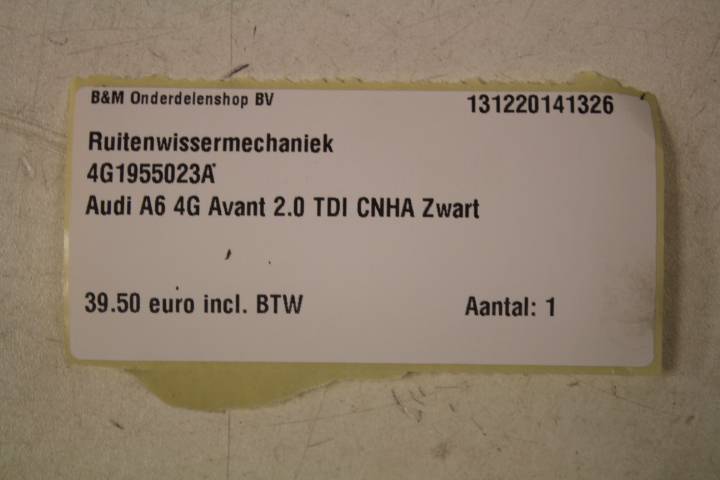 B&M Onderdelenshop BV 131220141326
Ruitenwissermechaniek
4G1955023A
Audi A6 4G Avant 2.0 TDI CNHA Zwart
39.50 euro incl. BTW Aantal: 1